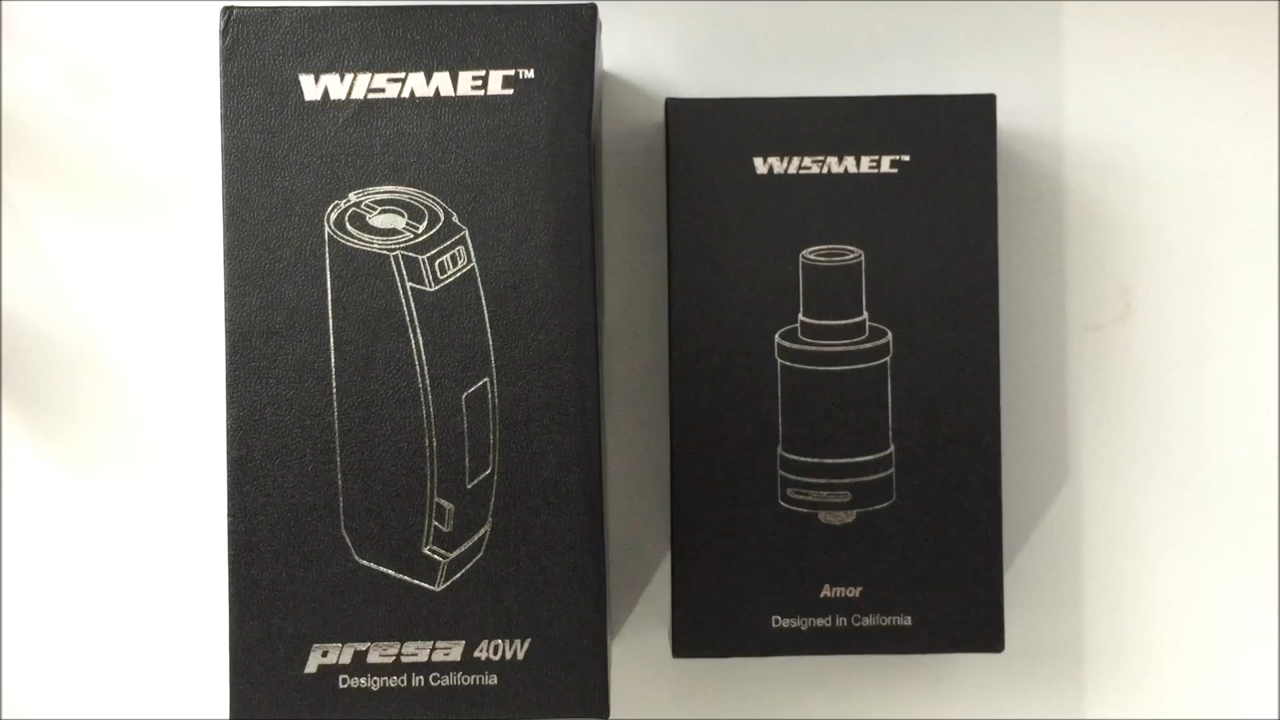 WISMEC™
presa 40W
Designed in California
WISMEC™
Amor
Designed in California